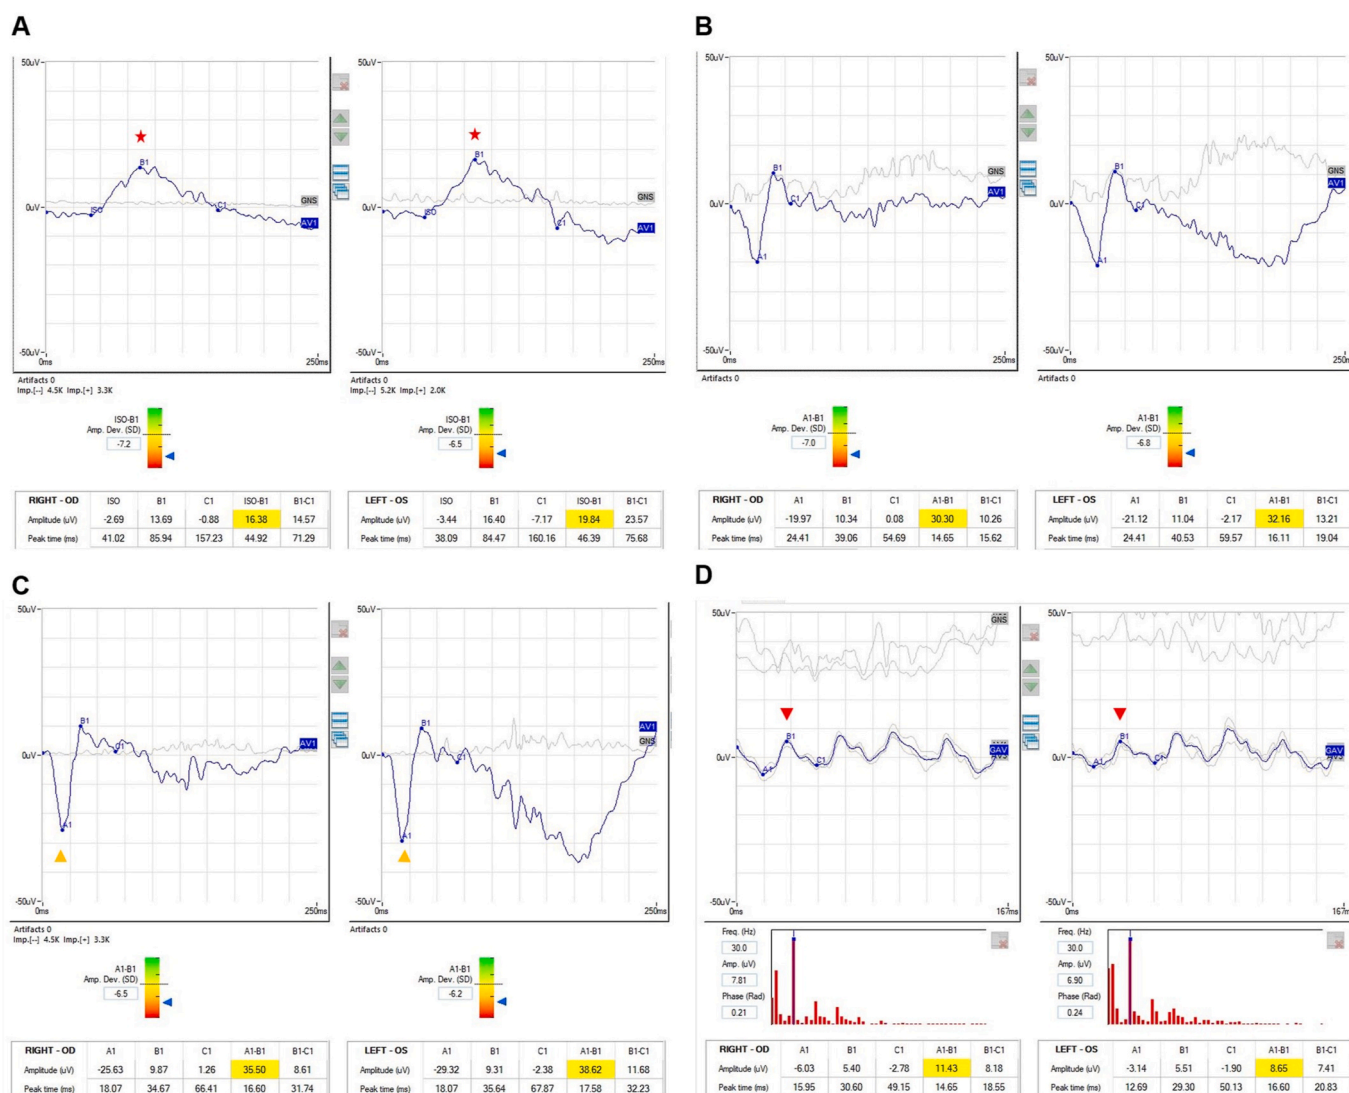 A
50uV
50uV
B1
B1
ISO
C1
GNS
AV1
ISO
C1
GNS
AV1
0uV
0uV
-50uV
-50uV
0ms
250ms
0ms
250ms
Artifacts 0
Imp.[--] 4.5K Imp.[+] 3.3K
Artifacts 0
Imp.[--] 5.2K Imp.[+] 2.0K
ISO-B1
Amp. Dev. (SD)
-7.2
ISO-B1
Amp. Dev. (SD)
-6.5
RIGHT - OD ISO B1 C1 ISO-B1 B1-C1
Amplitude (uV) -2.69 13.69 -0.88 16.38 14.57
Peak time (ms) 41.02 85.94 157.23 44.92 71.29
LEFT - OS ISO B1 C1 ISO-B1 B1-C1
Amplitude (uV) -3.44 16.40 -7.17 19.84 23.57
Peak time (ms) 38.09 84.47 160.16 46.39 75.68
B
50uV
50uV
B1
C1
A1
GNS
AV1
B1
C1
A1
GNS
AV1
0uV
0uV
-50uV
-50uV
0ms
250ms
0ms
250
Artifacts 0
Artifacts 0
A1-B1
Amp. Dev. (SD)
-7.0
A1-B1
Amp. Dev. (SD)
-6.8
RIGHT - OD A1 B1 C1 A1-B1 B1-C1
Amplitude (uV) -19.97 10.34 0.08 30.30 10.26
Peak time (ms) 24.41 39.06 54.69 14.65 15.62
LEFT - OS A1 B1 C1 A1-B1 B1-C1
Amplitude (uV) -21.12 11.04 -2.17 32.16 13.21
Peak time (ms) 24.41 40.53 59.57 16.11 19.04
C
50uV
50uV
B1
C1
A1
AV1
B1
C1
A1
AV1
GNS
0uV
0uV
-50uV
-50uV
0ms
250ms
0ms
250ms
Artifacts 0
Imp.[--] 4.5K Imp.[+] 3.3K
Artifacts 0
A1-B1
Amp. Dev. (SD)
-6.5
A1-B1
Amp. Dev. (SD)
-6.2
RIGHT - OD A1 B1 C1 A1-B1 B1-C1
Amplitude (uV) -25.63 9.87 1.26 35.50 8.61
Peak time (ms) 18.07 34.67 66.41 16.60 31.74
LEFT - OS A1 B1 C1 A1-B1 B1-C1
Amplitude (uV) -29.32 9.31 -2.38 38.62 11.68
Peak time (ms) 18.07 35.64 67.87 17.58 32.23
D
50uV
50uV
GNS
B1
A1
C1
GAV
B1
A1
C1
GAV
0uV
0uV
-50uV
-50uV
0ms
167ms
0ms
167m
Freq. (Hz)
30.0
Amp. (uV)
7.81
Phase (Rad)
0.21
Freq. (Hz)
30.0
Amp. (uV)
6.90
Phase (Rad)
0.24
RIGHT - OD A1 B1 C1 A1-B1 B1-C1
Amplitude (uV) -6.03 5.40 -2.78 11.43 8.18
Peak time (ms) 15.95 30.60 49.15 14.65 18.55
LEFT - OS A1 B1 C1 A1-B1 B1-C1
Amplitude (uV) -3.14 5.51 -1.90 8.65 7.41
Peak time (ms) 12.69 29.30 50.13 16.60 20.83